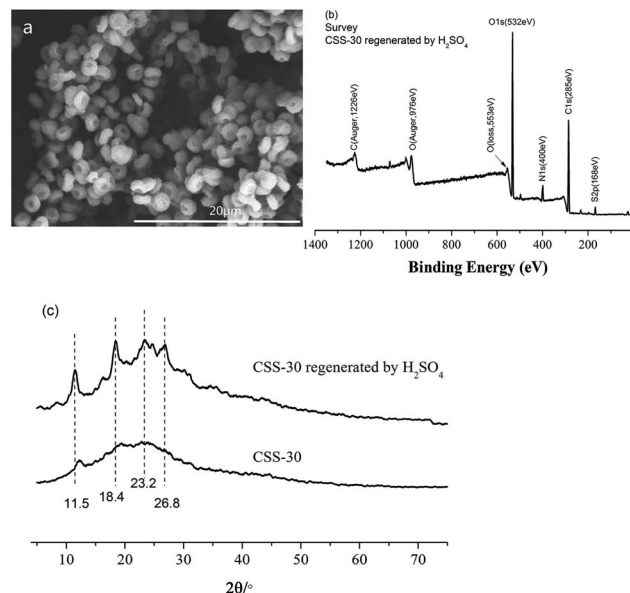 a
20μm
(b)
Survey
CSS-30 regenerated by H₂SO₄
C(Auger,1226eV)
O(Auger,976eV)
O(loss,553eV)
O1s(532eV)
N1s(400eV)
C1s(285eV)
S2p(168eV)
1400 1200 1000 800 600 400 200
Binding Energy (eV)
(c)
CSS-30 regenerated by H₂SO₄
CSS-30
11.5 18.4 23.2 26.8
10 20 30 40 50 60 70
2θ/°